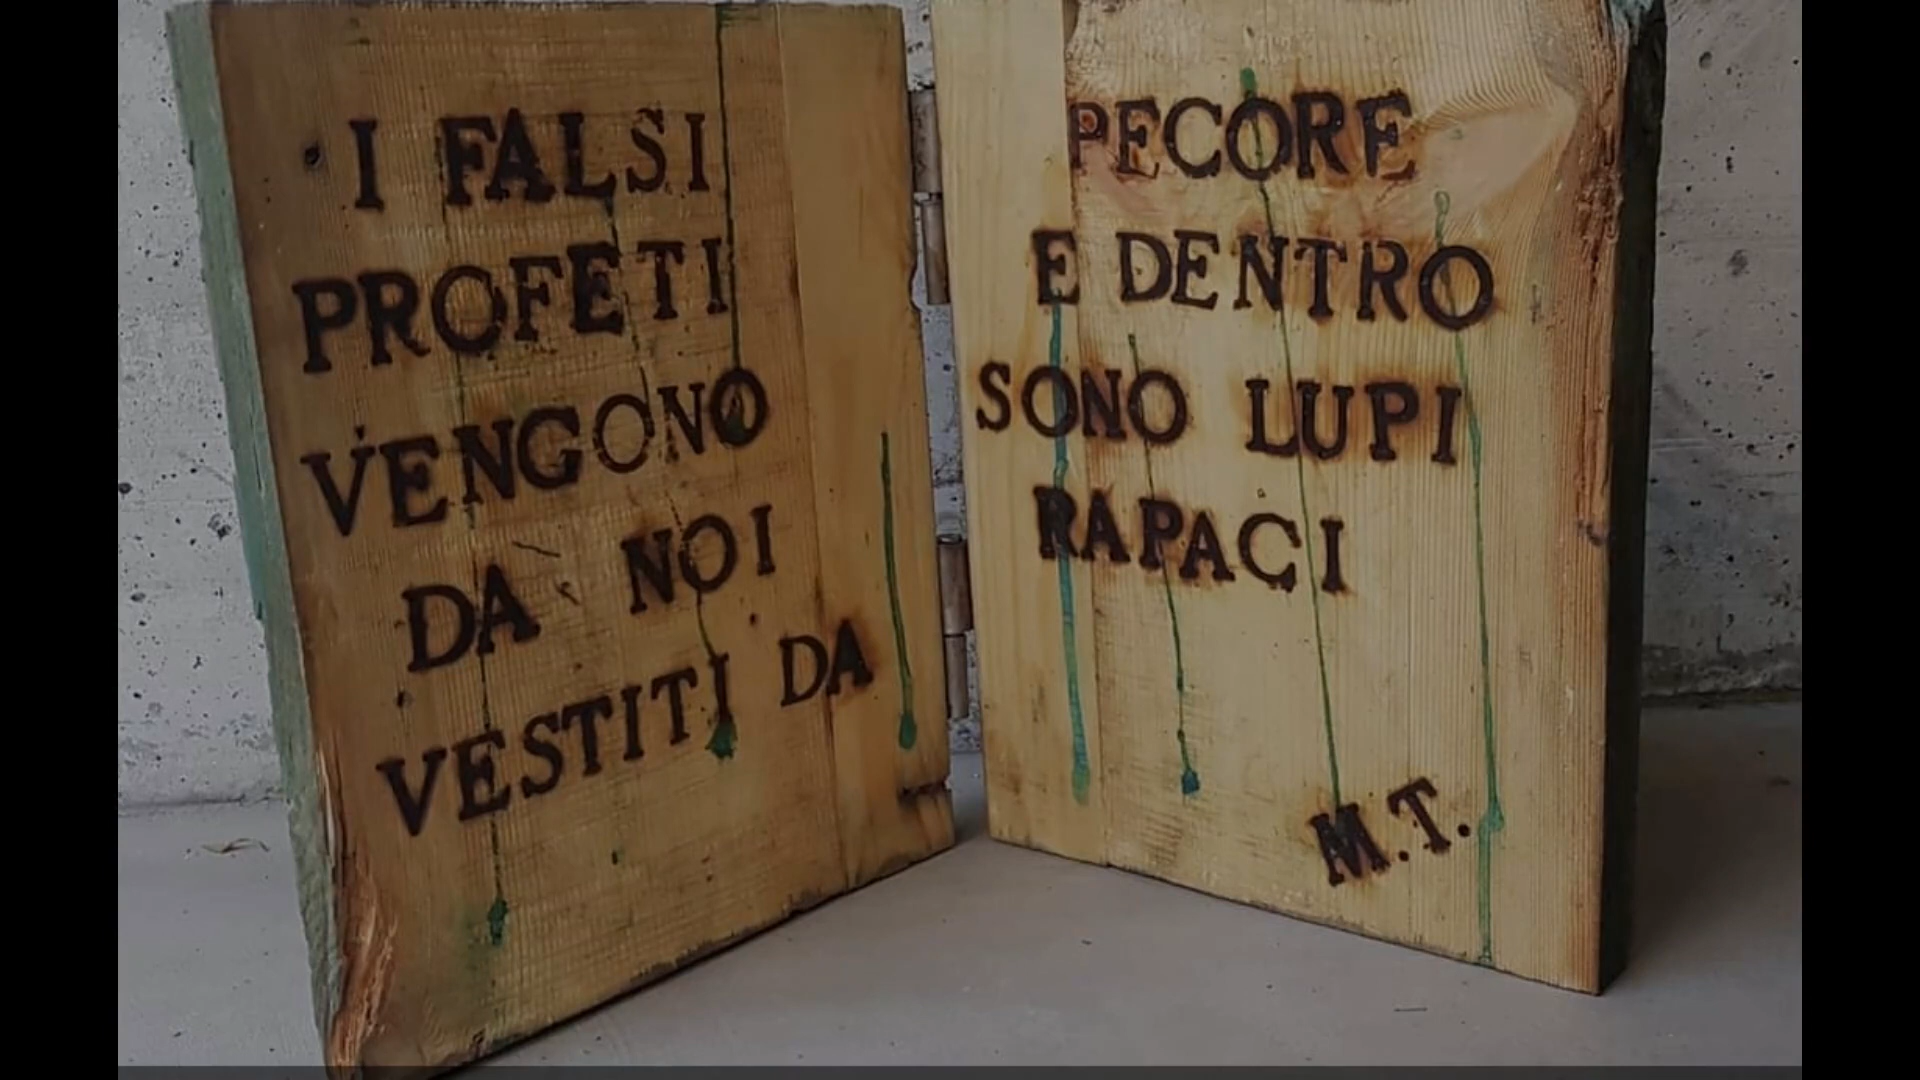 I FALSI
PROFETI
VENGONO
DA NOI
VESTITI DA
PECORE
E DENTRO
SONO LUPI
RAPACI
M.T.